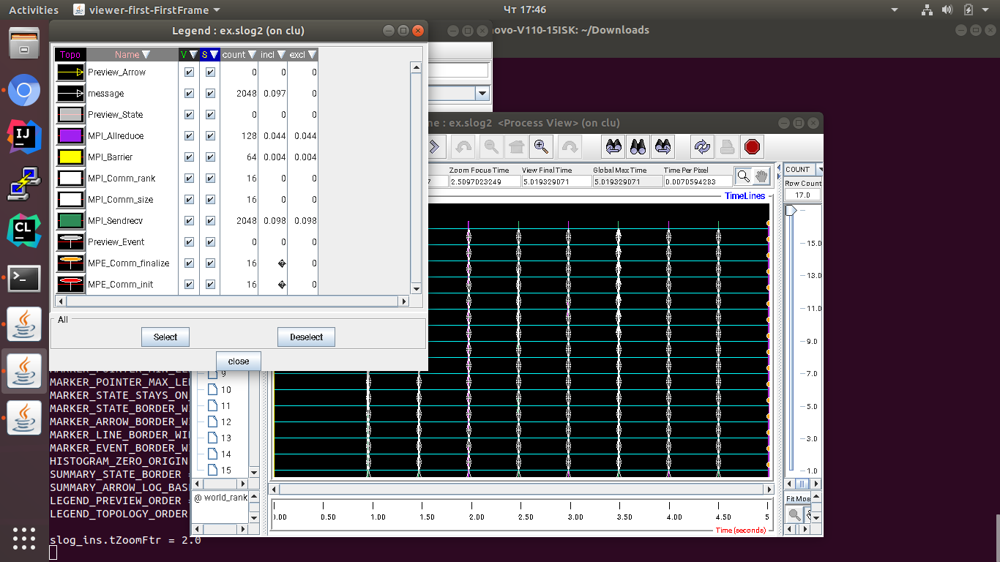 Activities
viewer-first-FirstFrame
Чт 17:46
Legend : ex.slog2 (on clu)
novo-V110-15ISK: ~/Downloads
Topo Name V S count incl excl
Preview_Arrow 0 0 0
message 2048 0.097 0
Preview_State 0 0 0
MPI_Allreduce 128 0.044 0.044
MPI_Barrier 64 0.004 0.004
MPI_Comm_rank 16 0 0
MPI_Comm_size 16 0 0
MPI_Sendrecv 2048 0.098 0.098
Preview_Event 0 0 0
MPE_Comm_finalize 16 � 0
MPE_Comm_init 16 � 0
All
Select Deselect
close
ne : ex.slog2 <Process View> (on clu)
Zoom Focus Time View Final Time Global Max Time Time Per Pixel
7 2.5097023249 5.019329071 5.019329071 0.0070594283
TimeLines
COUNT
Row Count
17.0
15.0
13.0
11.0
9.0
7.0
5.0
3.0
1.0
Fit Mos
9
10
11
12
13
14
15
@ world_rank
0.00 0.50 1.00 1.50 2.00 2.50 3.00 3.50 4.00 4.50 5
Time (seconds)
MARKER_POINTER_MAX_LE
MARKER_STATE_STAYS_ON_
MARKER_STATE_BORDER_W
MARKER_ARROW_BORDER_W
MARKER_LINE_BORDER_WI
MARKER_EVENT_BORDER_W
HISTOGRAM_ZERO_ORIGIN
SUMMARY_STATE_BORDER =
SUMMARY_ARROW_LOG_BAS
LEGEND_PREVIEW_ORDER =
LEGEND_TOPOLOGY_ORDER
slog_ins.tZoomFtr = 2.0